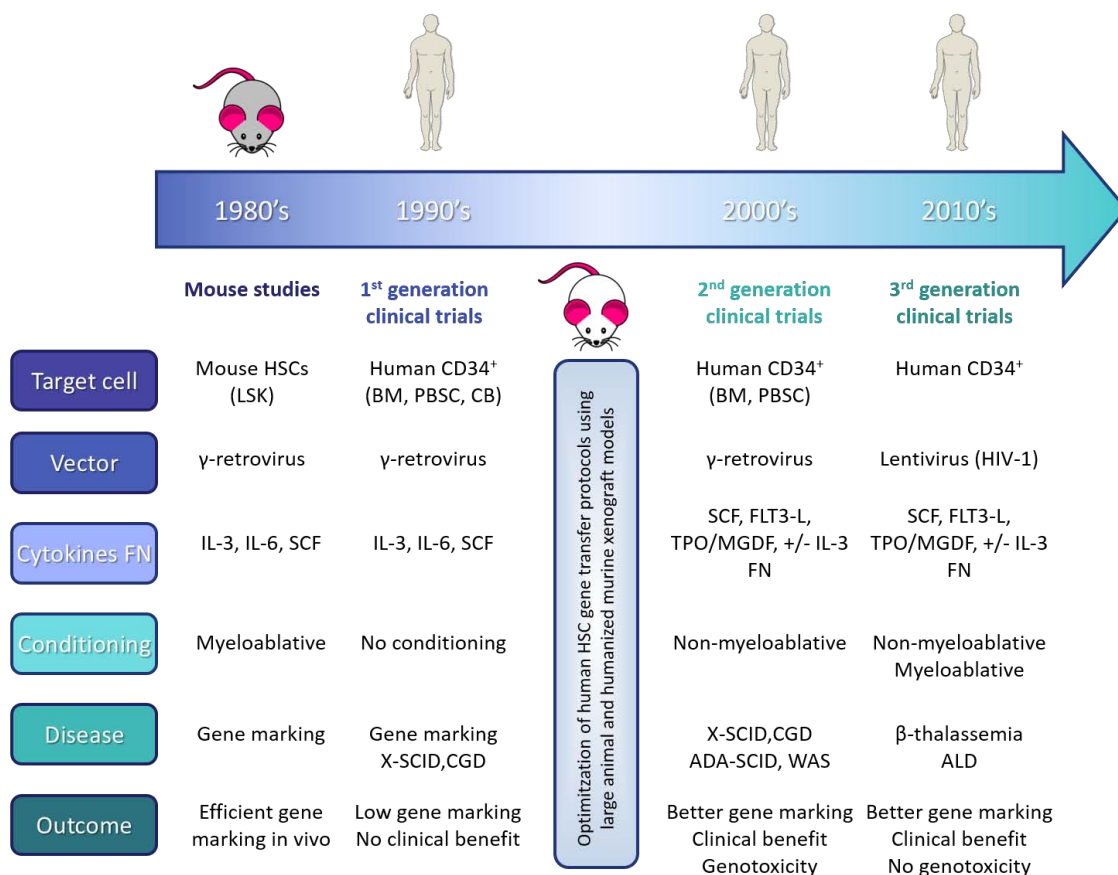 1980's
1990's
2000's
2010's
Mouse studies
1st generation
clinical trials
2nd generation
clinical trials
3rd generation
clinical trials
Target cell
Mouse HSCs
(LSK)
Human CD34+
(BM, PBSC, CB)
Human CD34+
(BM, PBSC)
Human CD34+
Vector
γ-retrovirus
γ-retrovirus
γ-retrovirus
Lentivirus (HIV-1)
Cytokines FN
IL-3, IL-6, SCF
IL-3, IL-6, SCF
SCF, FLT3-L,
TPO/MGDF, +/- IL-3
FN
SCF, FLT3-L,
TPO/MGDF, +/- IL-3
FN
Conditioning
Myeloablative
No conditioning
Non-myeloablative
Non-myeloablative
Myeloablative
Disease
Gene marking
Gene marking
X-SCID,CGD
X-SCID,CGD
ADA-SCID, WAS
β-thalassemia
ALD
Outcome
Efficient gene
marking in vivo
Low gene marking
No clinical benefit
Better gene marking
Clinical benefit
Genotoxicity
Better gene marking
Clinical benefit
No genotoxicity
Optimitzation of human HSC gene transfer protocols using
large animal and humanized murine xenograft models